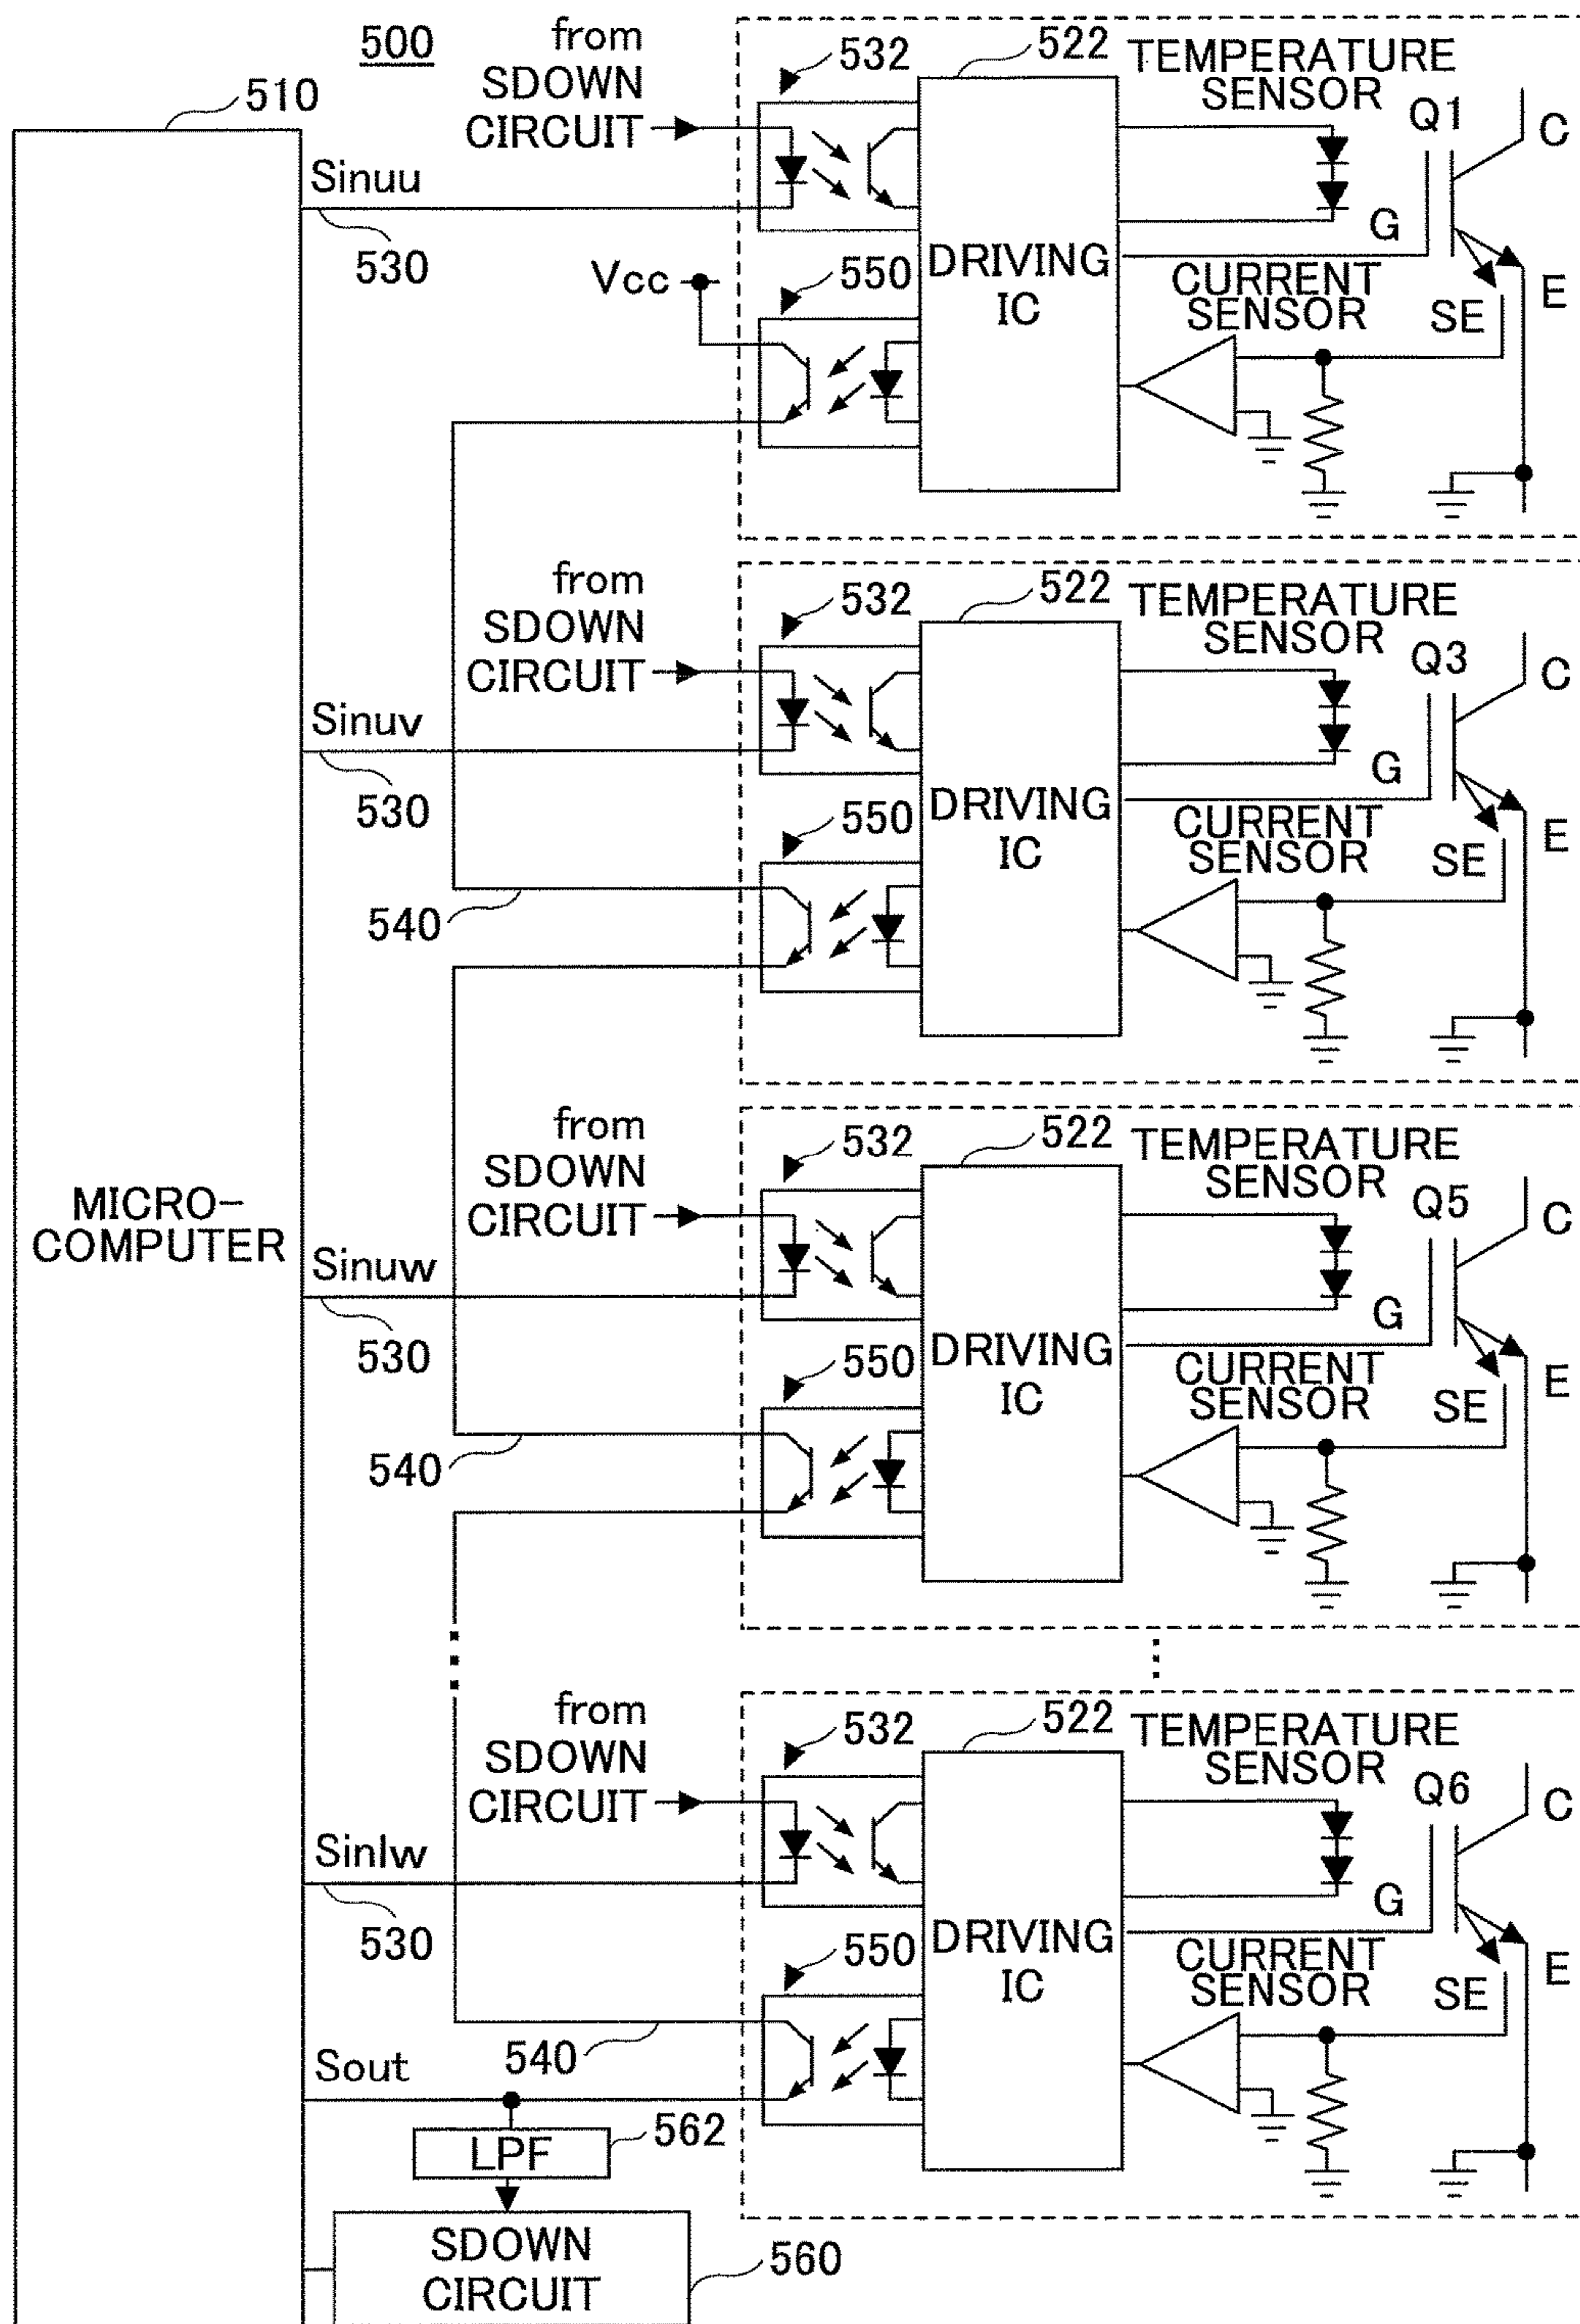 500
510
from
SDOWN
CIRCUIT
532
522
TEMPERATURE
SENSOR
Q1
C
Sinuu
530
G
550
DRIVING
IC
Vcc
CURRENT
SENSOR
SE
E
from
SDOWN
CIRCUIT
532
522
TEMPERATURE
SENSOR
Q3
C
Sinuv
530
G
550
DRIVING
IC
CURRENT
SENSOR
SE
E
540
from
SDOWN
CIRCUIT
532
522
TEMPERATURE
SENSOR
Q5
C
MICRO-
COMPUTER
Sinuw
530
G
550
DRIVING
IC
CURRENT
SENSOR
SE
E
540
from
SDOWN
CIRCUIT
532
522
TEMPERATURE
SENSOR
Q6
C
Sinlw
530
G
550
DRIVING
IC
CURRENT
SENSOR
SE
E
540
Sout
562
LPF
SDOWN
CIRCUIT
560